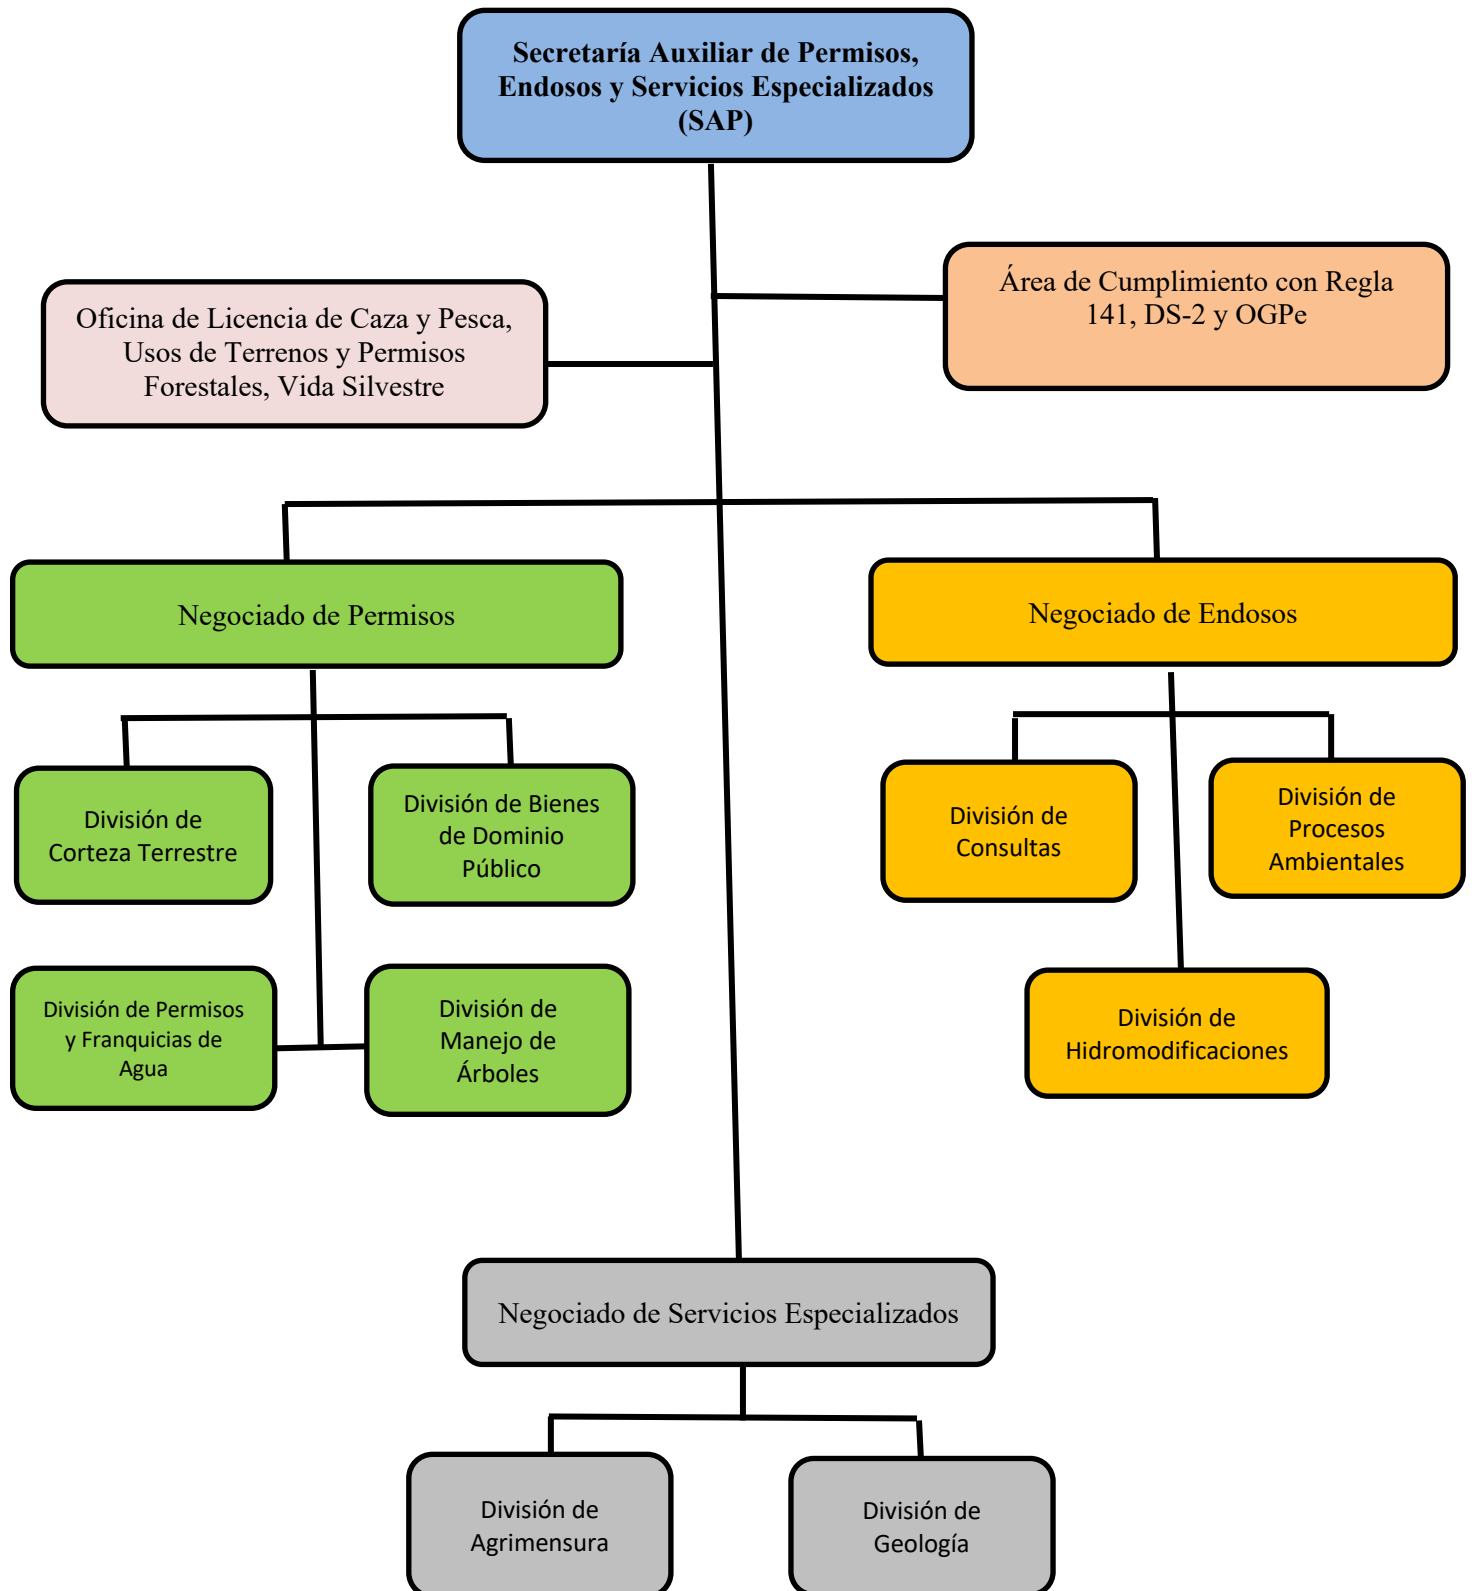 Secretaría Auxiliar de Permisos,
Endosos y Servicios Especializados
(SAP)
Área de Cumplimiento con Regla
141, DS-2 y OGPe
Oficina de Licencia de Caza y Pesca,
Usos de Terrenos y Permisos
Forestales, Vida Silvestre
Negociado de Permisos
Negociado de Endosos
División de
Corteza Terrestre
División de Bienes
de Dominio
Público
División de
Consultas
División de
Procesos
Ambientales
División de Permisos
y Franquicias de
Agua
División de
Manejo de
Árboles
División de
Hidromodificaciones
Negociado de Servicios Especializados
División de
Agrimensura
División de
Geología